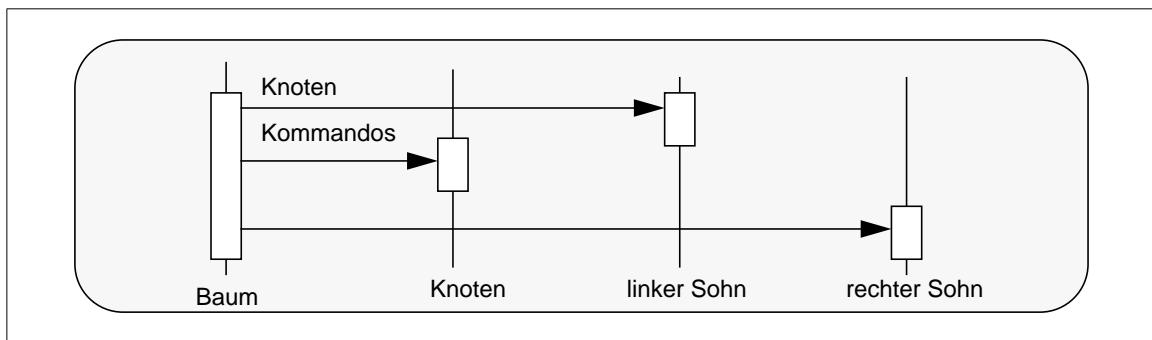 Knoten
Kommandos
Baum
Knoten
linker Sohn
rechter Sohn